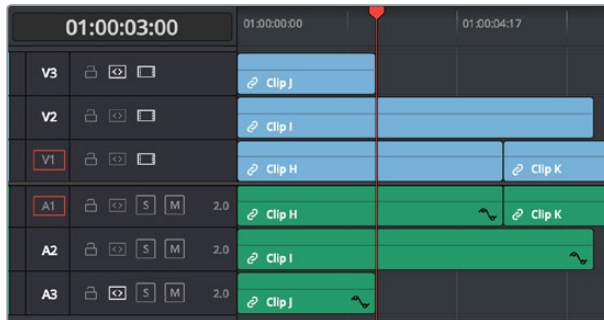 01:00:03:00 01:00:00:00 01:00:04:17
V3 Clip J
V2 Clip I
V1 Clip H Clip K
A1 S M 2.0 Clip H Clip K
A2 S M 2.0 Clip I
A3 S M 2.0 Clip J